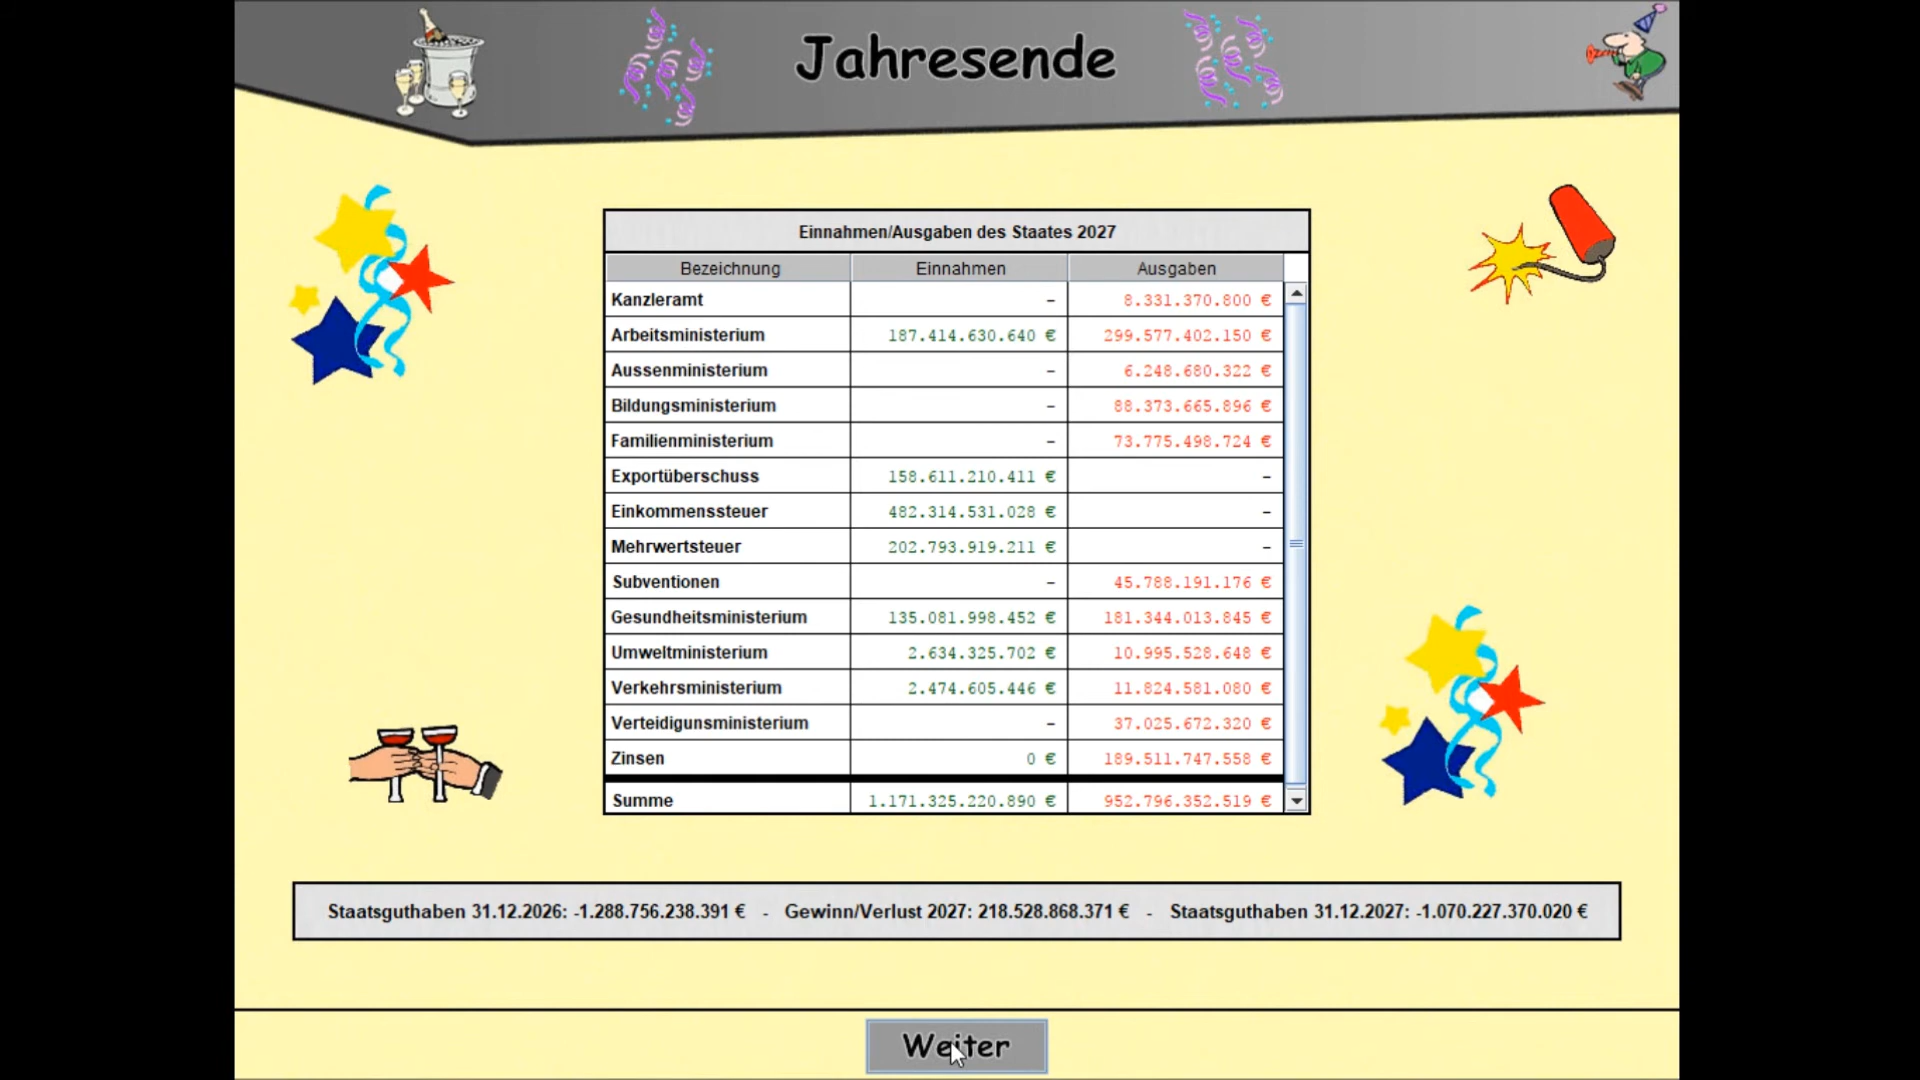 Jahresende
Einnahmen/Ausgaben des Staates 2027
Bezeichnung Einnahmen Ausgaben
Kanzleramt – 8.331.370.800 €
Arbeitsministerium 187.414.630.640 € 299.577.402.150 €
Aussenministerium – 6.248.680.322 €
Bildungsministerium – 88.373.665.896 €
Familienministerium – 73.775.498.724 €
Exportüberschuss 158.611.210.411 € –
Einkommenssteuer 482.314.531.028 € –
Mehrwertsteuer 202.793.919.211 € –
Subventionen – 45.788.191.176 €
Gesundheitsministerium 135.081.998.452 € 181.344.013.845 €
Umweltministerium 2.634.325.702 € 10.995.528.648 €
Verkehrsministerium 2.474.605.446 € 11.824.581.080 €
Verteidigunsministerium – 37.025.672.320 €
Zinsen 0 € 189.511.747.558 €
Summe 1.171.325.220.890 € 952.796.352.519 €
Staatsguthaben 31.12.2026: -1.288.756.238.391 € - Gewinn/Verlust 2027: 218.528.868.371 € - Staatsguthaben 31.12.2027: -1.070.227.370.020 €
Weiter